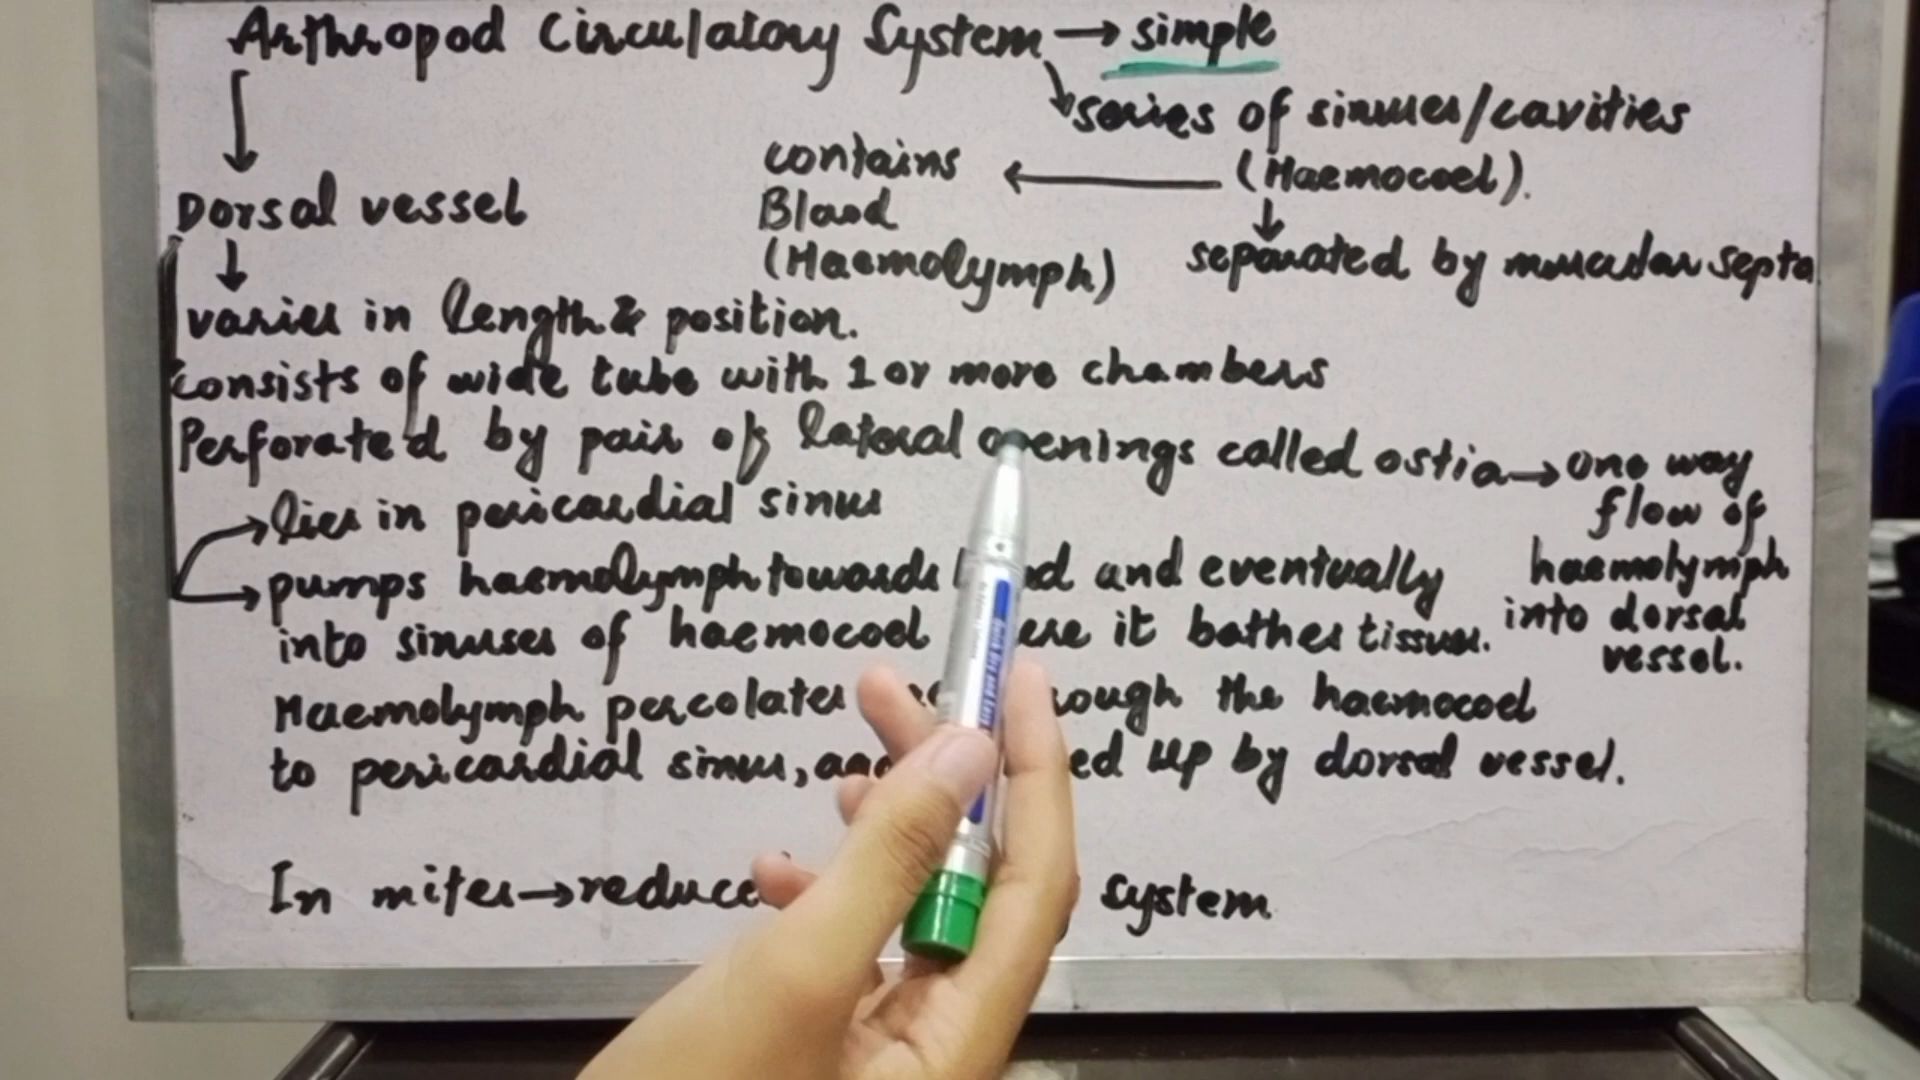 Arthropod Circulatory System → simple
series of sinuses/cavities
(Haemocoel).
contains
Blood
(Haemolymph)
separated by muscular septa
Dorsal vessel
varies in length & position.
consists of wide tube with 1 or more chambers
Perforated by pair of lateral openings called ostia → one way
flow of
haemolymph
into dorsal
vessel.
lies in pericardial sinus
pumps haemolymph towards and eventually
into sinuses of haemocoel it bathes tissues.
Haemolymph percolates the haemocoel
to pericardial sinus, up by dorsal vessel.
In mites → system